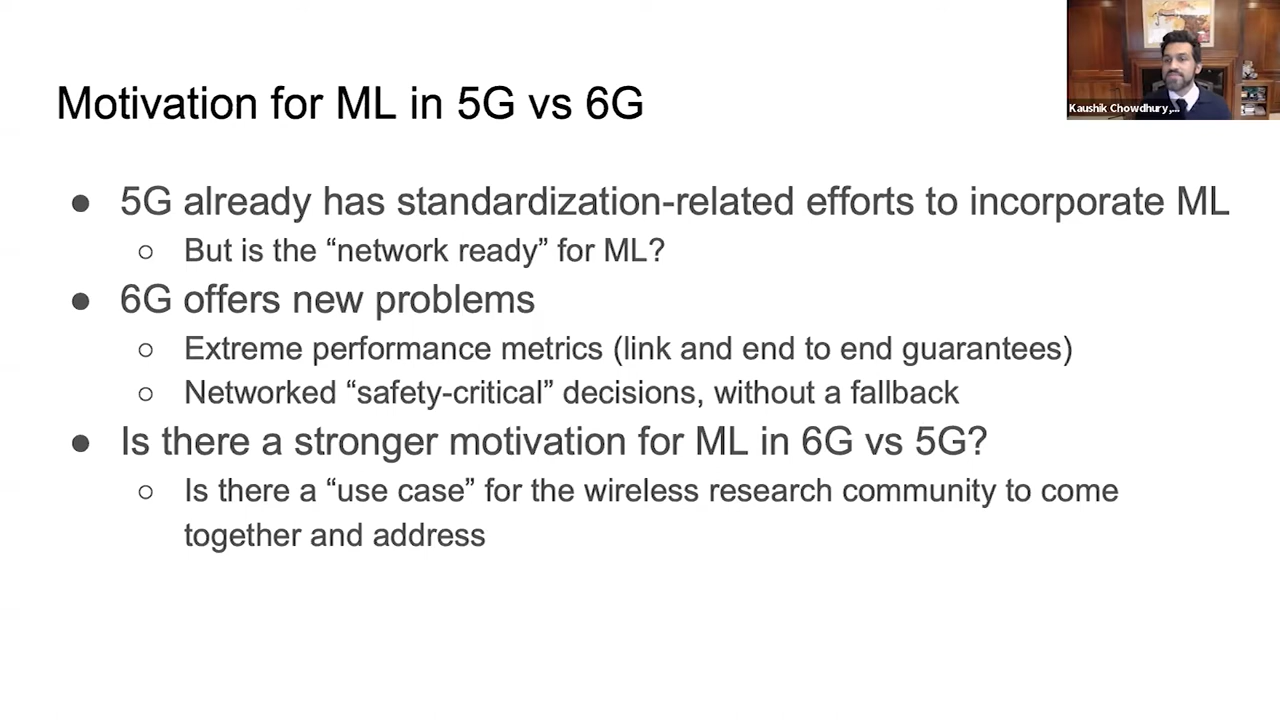 Kaushik Chowdhury,...
Motivation for ML in 5G vs 6G
● 5G already has standardization-related efforts to incorporate ML
○ But is the “network ready” for ML?
● 6G offers new problems
○ Extreme performance metrics (link and end to end guarantees)
○ Networked “safety-critical” decisions, without a fallback
● Is there a stronger motivation for ML in 6G vs 5G?
○ Is there a “use case” for the wireless research community to come
together and address